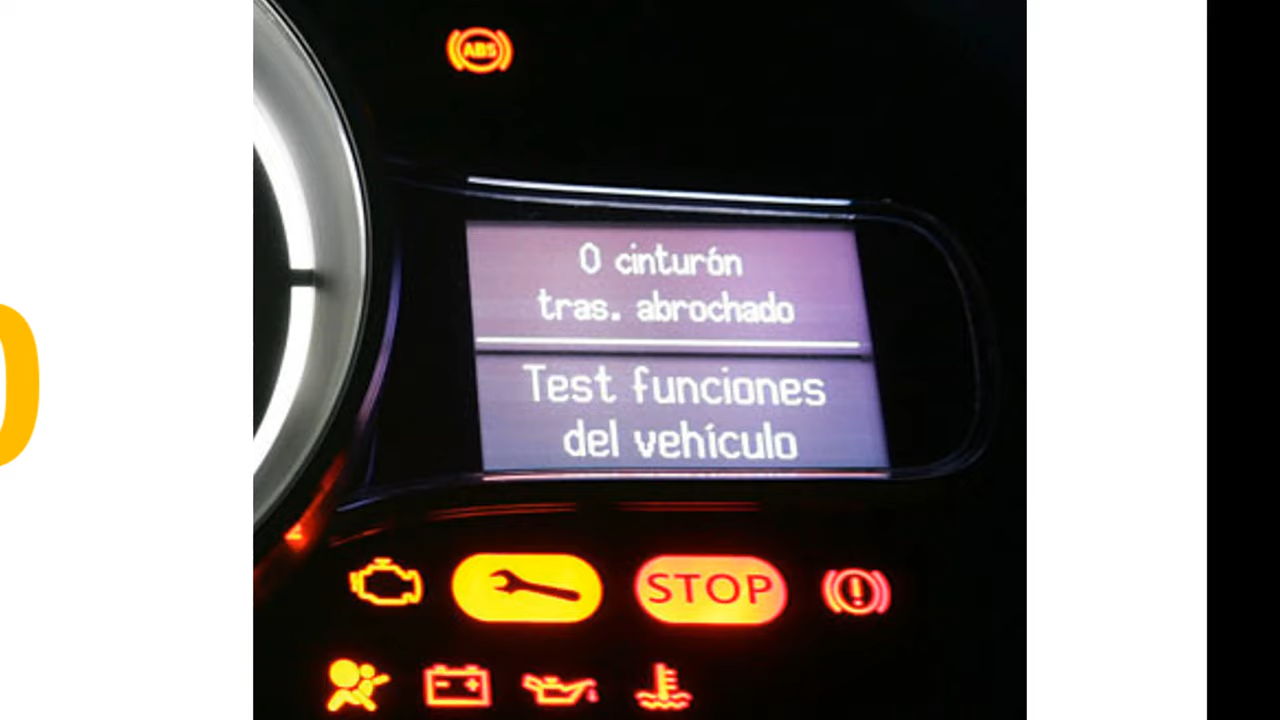 ABS
0 cinturón
tras. abrochado
Test funciones
del vehículo
STOP